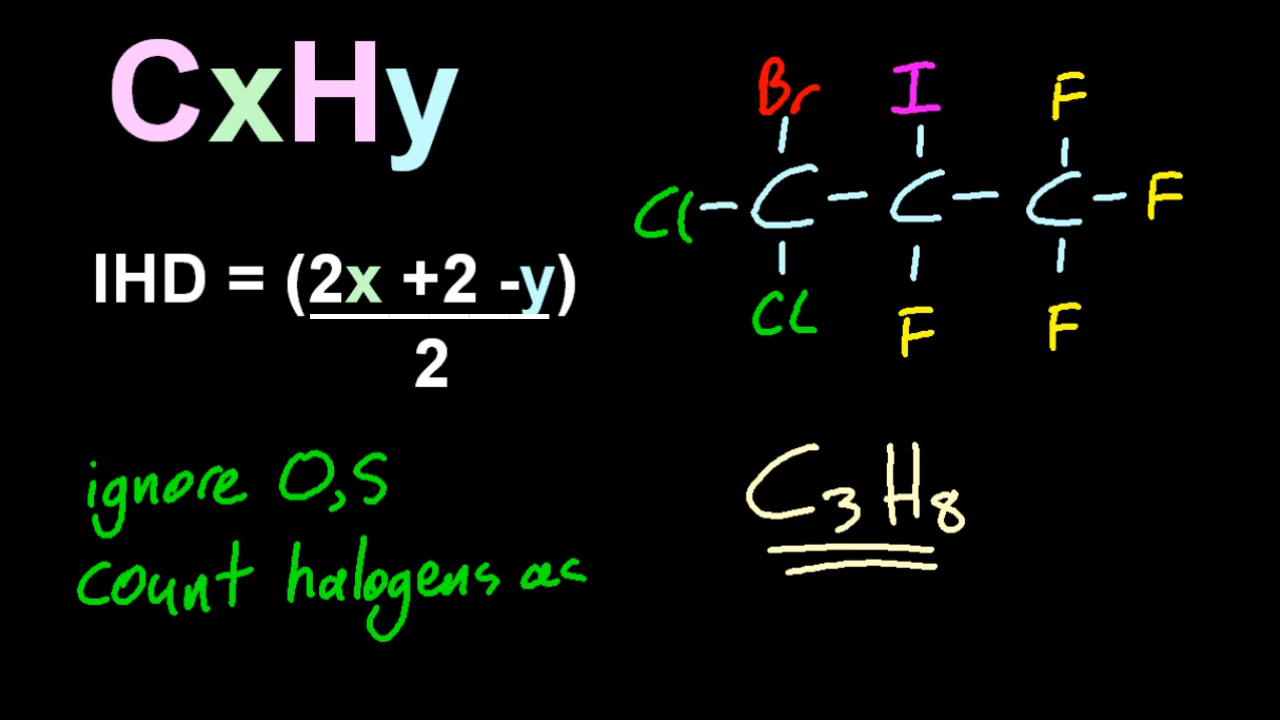 CxHy
IHD = (2x +2 -y)
2
ignore O,S
count halogens as
Br I F
Cl - C - C - C - F
Cl F F
C3H8